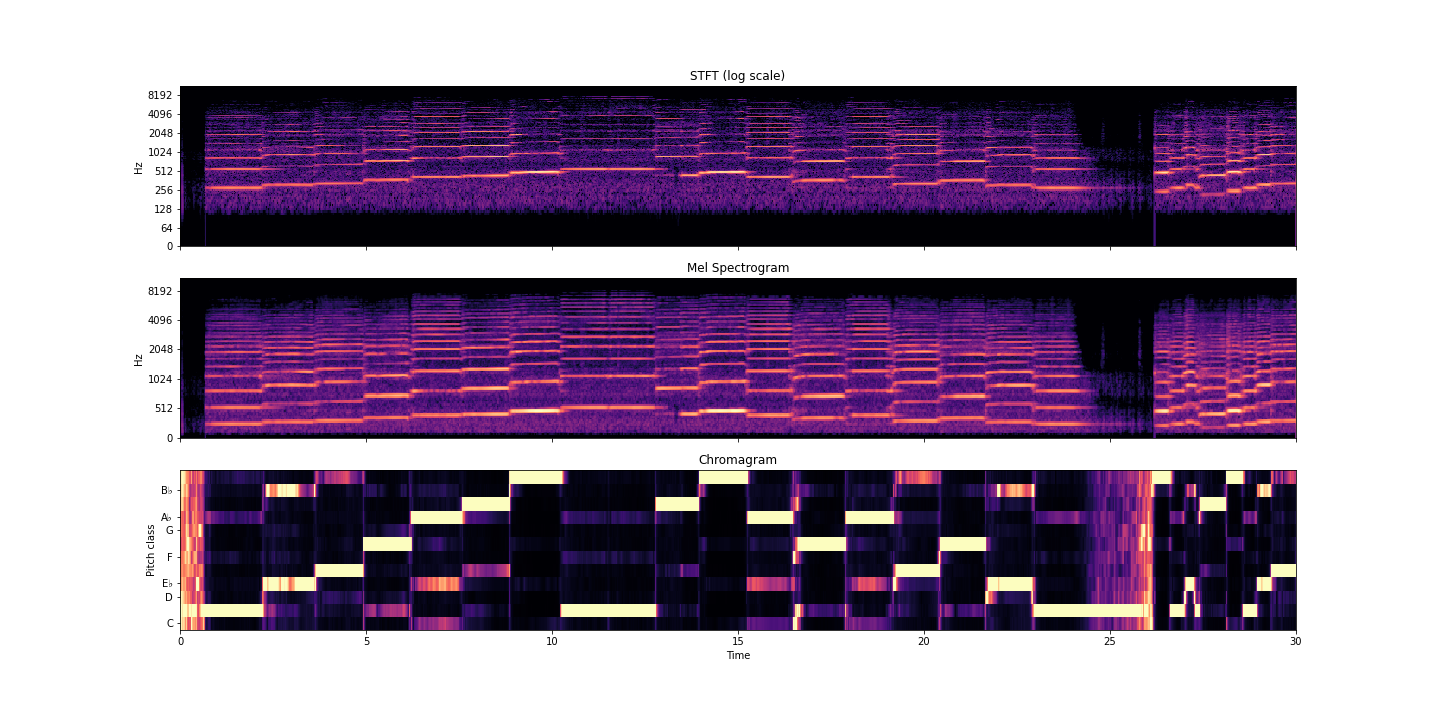 STFT (log scale)
8192
4096
2048
1024
512
256
128
64
0
Hz
Mel Spectrogram
8192
4096
2048
1024
512
0
Hz
Chromagram
B♭
A♭
G
F
E♭
D
C
Pitch class
0 5 10 15 20 25 30
Time